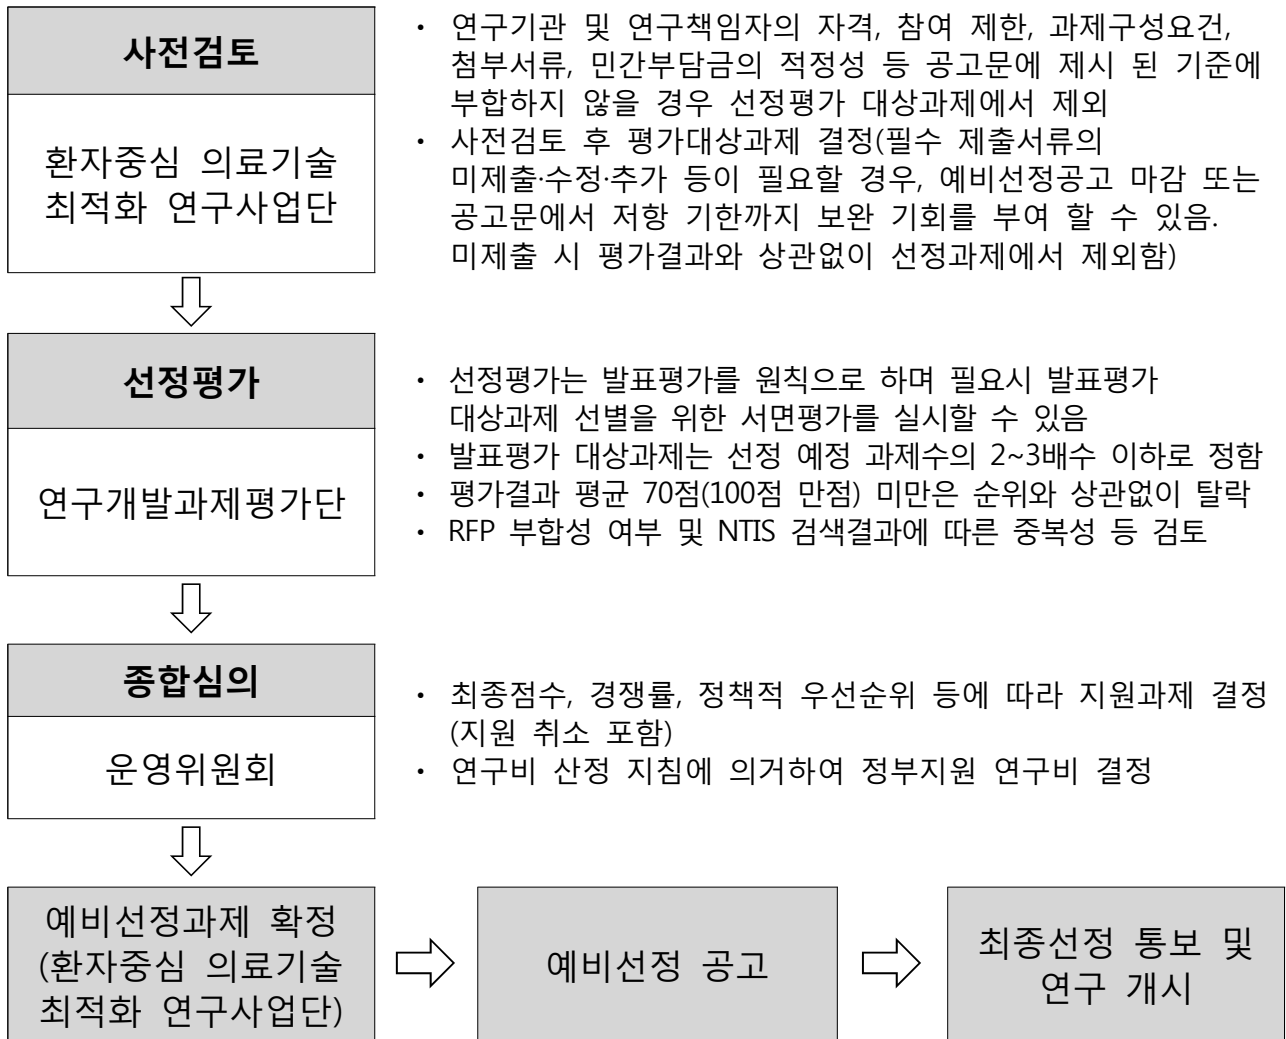 사전검토
환자중심 의료기술
최적화 연구사업단
· 연구기관 및 연구책임자의 자격, 참여 제한, 과제구성요건,
첨부서류, 민간부담금의 적정성 등 공고문에 제시 된 기준에
부합하지 않을 경우 선정평가 대상과제에서 제외
· 사전검토 후 평가대상과제 결정(필수 제출서류의
미제출·수정·추가 등이 필요할 경우, 예비선정공고 마감 또는
공고문에서 저항 기한까지 보완 기회를 부여 할 수 있음.
미제출 시 평가결과와 상관없이 선정과제에서 제외함)
선정평가
연구개발과제평가단
· 선정평가는 발표평가를 원칙으로 하며 필요시 발표평가
대상과제 선별을 위한 서면평가를 실시할 수 있음
· 발표평가 대상과제는 선정 예정 과제수의 2~3배수 이하로 정함
· 평가결과 평균 70점(100점 만점) 미만은 순위와 상관없이 탈락
· RFP 부합성 여부 및 NTIS 검색결과에 따른 중복성 등 검토
종합심의
운영위원회
· 최종점수, 경쟁률, 정책적 우선순위 등에 따라 지원과제 결정
(지원 취소 포함)
· 연구비 산정 지침에 의거하여 정부지원 연구비 결정
예비선정과제 확정
(환자중심 의료기술
최적화 연구사업단)
예비선정 공고
최종선정 통보 및
연구 개시